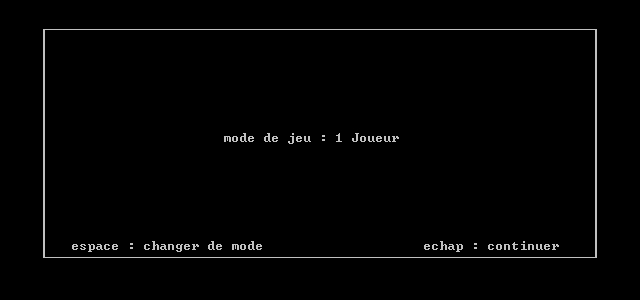 mode de jeu : 1 Joueur
espace : changer de mode echap : continuer